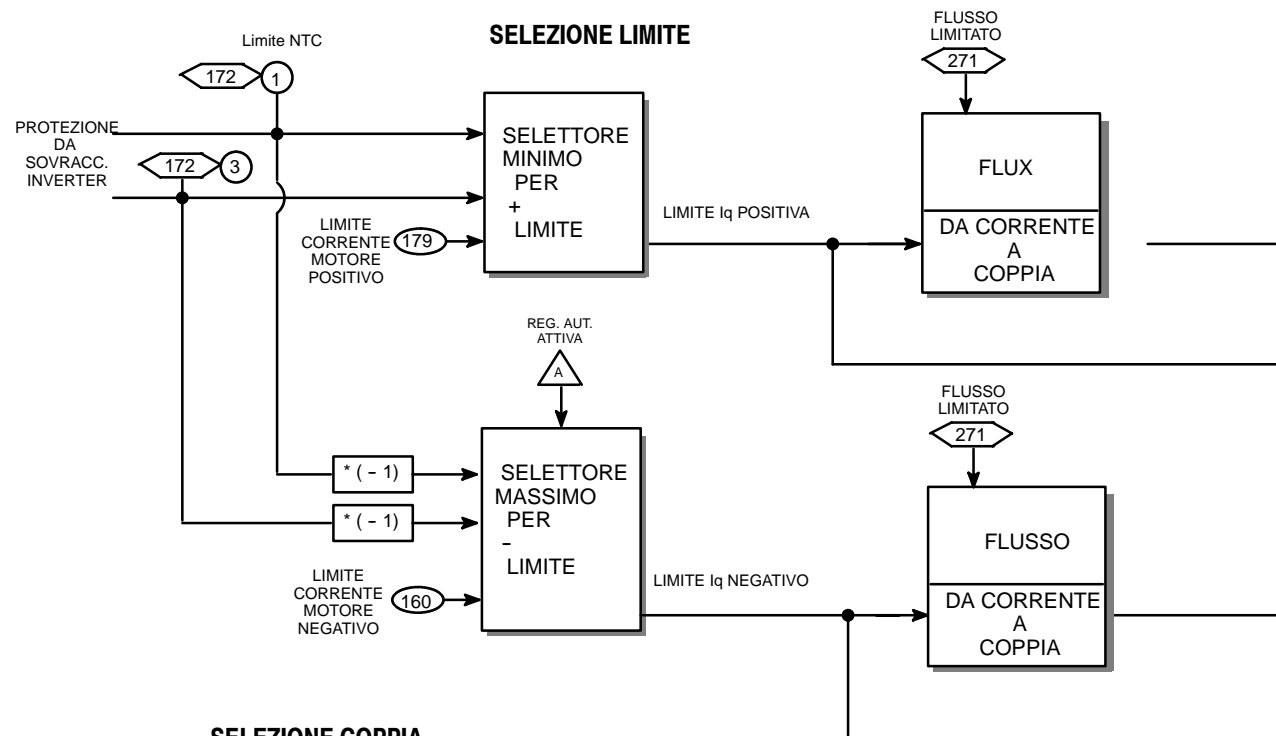 SELEZIONE LIMITE
Limite NTC
172
1
PROTEZIONE
DA
SOVRACC.
INVERTER
172
3
LIMITE
CORRENTE
MOTORE
POSITIVO
179
SELETTORE
MINIMO
PER
+
LIMITE
LIMITE Iq POSITIVA
FLUSSO
LIMITATO
271
FLUX
DA CORRENTE
A
COPPIA
REG. AUT.
ATTIVA
A
* ( - 1)
* ( - 1)
LIMITE
CORRENTE
MOTORE
NEGATIVO
160
SELETTORE
MASSIMO
PER
-
LIMITE
LIMITE Iq NEGATIVO
FLUSSO
LIMITATO
271
FLUSSO
DA CORRENTE
A
COPPIA
SELEZIONE COPPIA